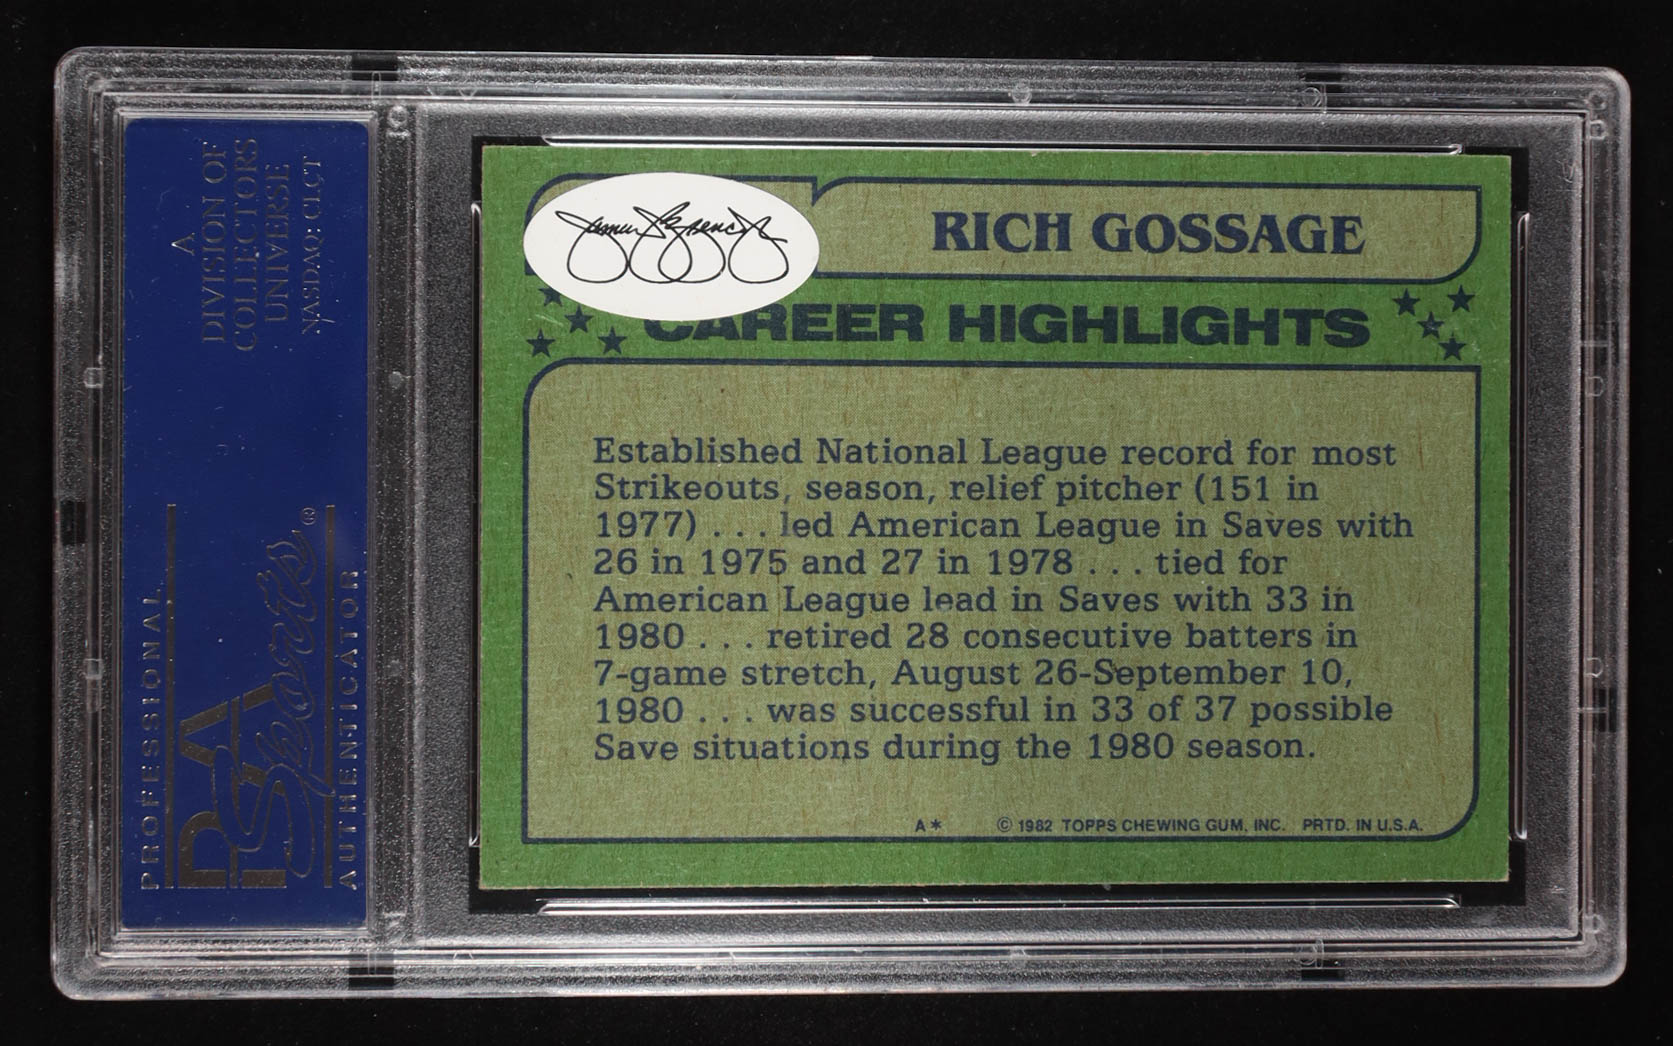 A
DIVISION OF
COLLECTORS
UNIVERSE
NASDAQ: CLCT
PROFESSIONAL
PSA
Sports®
AUTHENTICATOR
James J. Spence Jr.
RICH GOSSAGE
CAREER HIGHLIGHTS
Established National League record for most
Strikeouts, season, relief pitcher (151 in
1977) . . . led American League in Saves with
26 in 1975 and 27 in 1978 . . . tied for
American League lead in Saves with 33 in
1980 . . . retired 28 consecutive batters in
7-game stretch, August 26-September 10,
1980 . . . was successful in 33 of 37 possible
Save situations during the 1980 season.
A* © 1982 TOPPS CHEWING GUM, INC. PRTD. IN U.S.A.